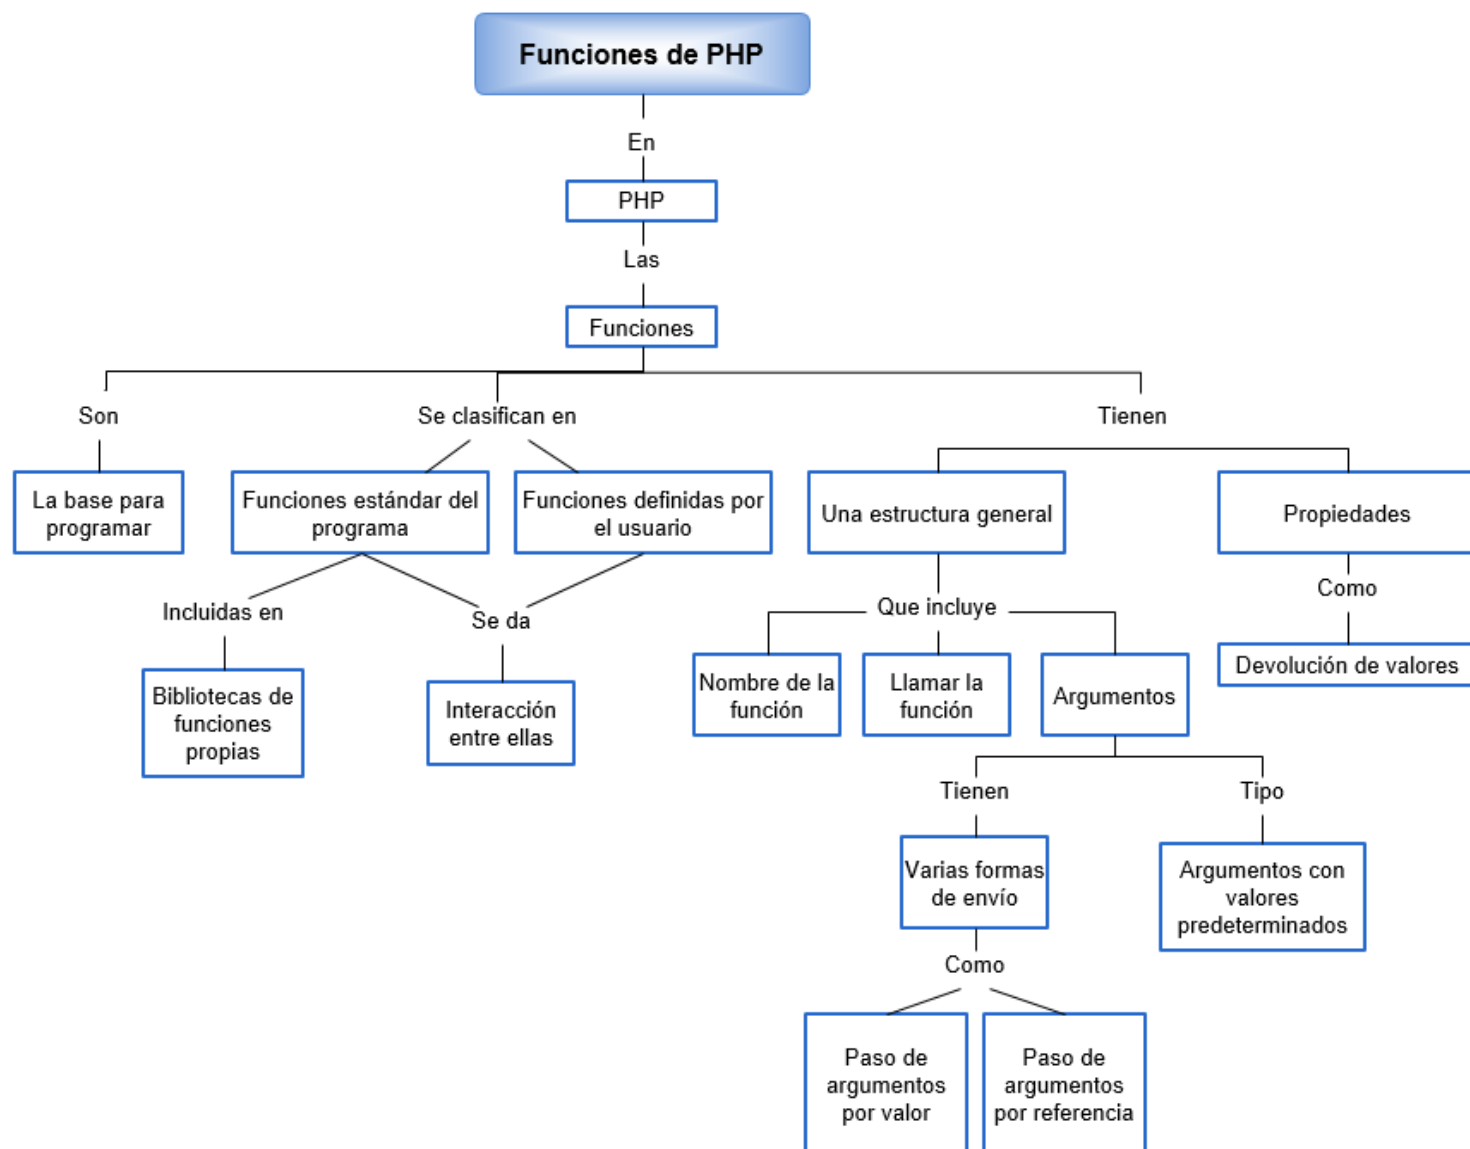 Funciones de PHP
En
PHP
Las
Funciones
Son
Se clasifican en
Tienen
La base para
programar
Funciones estándar del
programa
Funciones definidas por
el usuario
Una estructura general
Propiedades
Incluidas en
Se da
Que incluye
Como
Bibliotecas de
funciones
propias
Interacción
entre ellas
Nombre de la
función
Llamar la
función
Argumentos
Devolución de valores
Tienen
Tipo
Varias formas
de envío
Argumentos con
valores
predeterminados
Como
Paso de
argumentos
por valor
Paso de
argumentos
por referencia